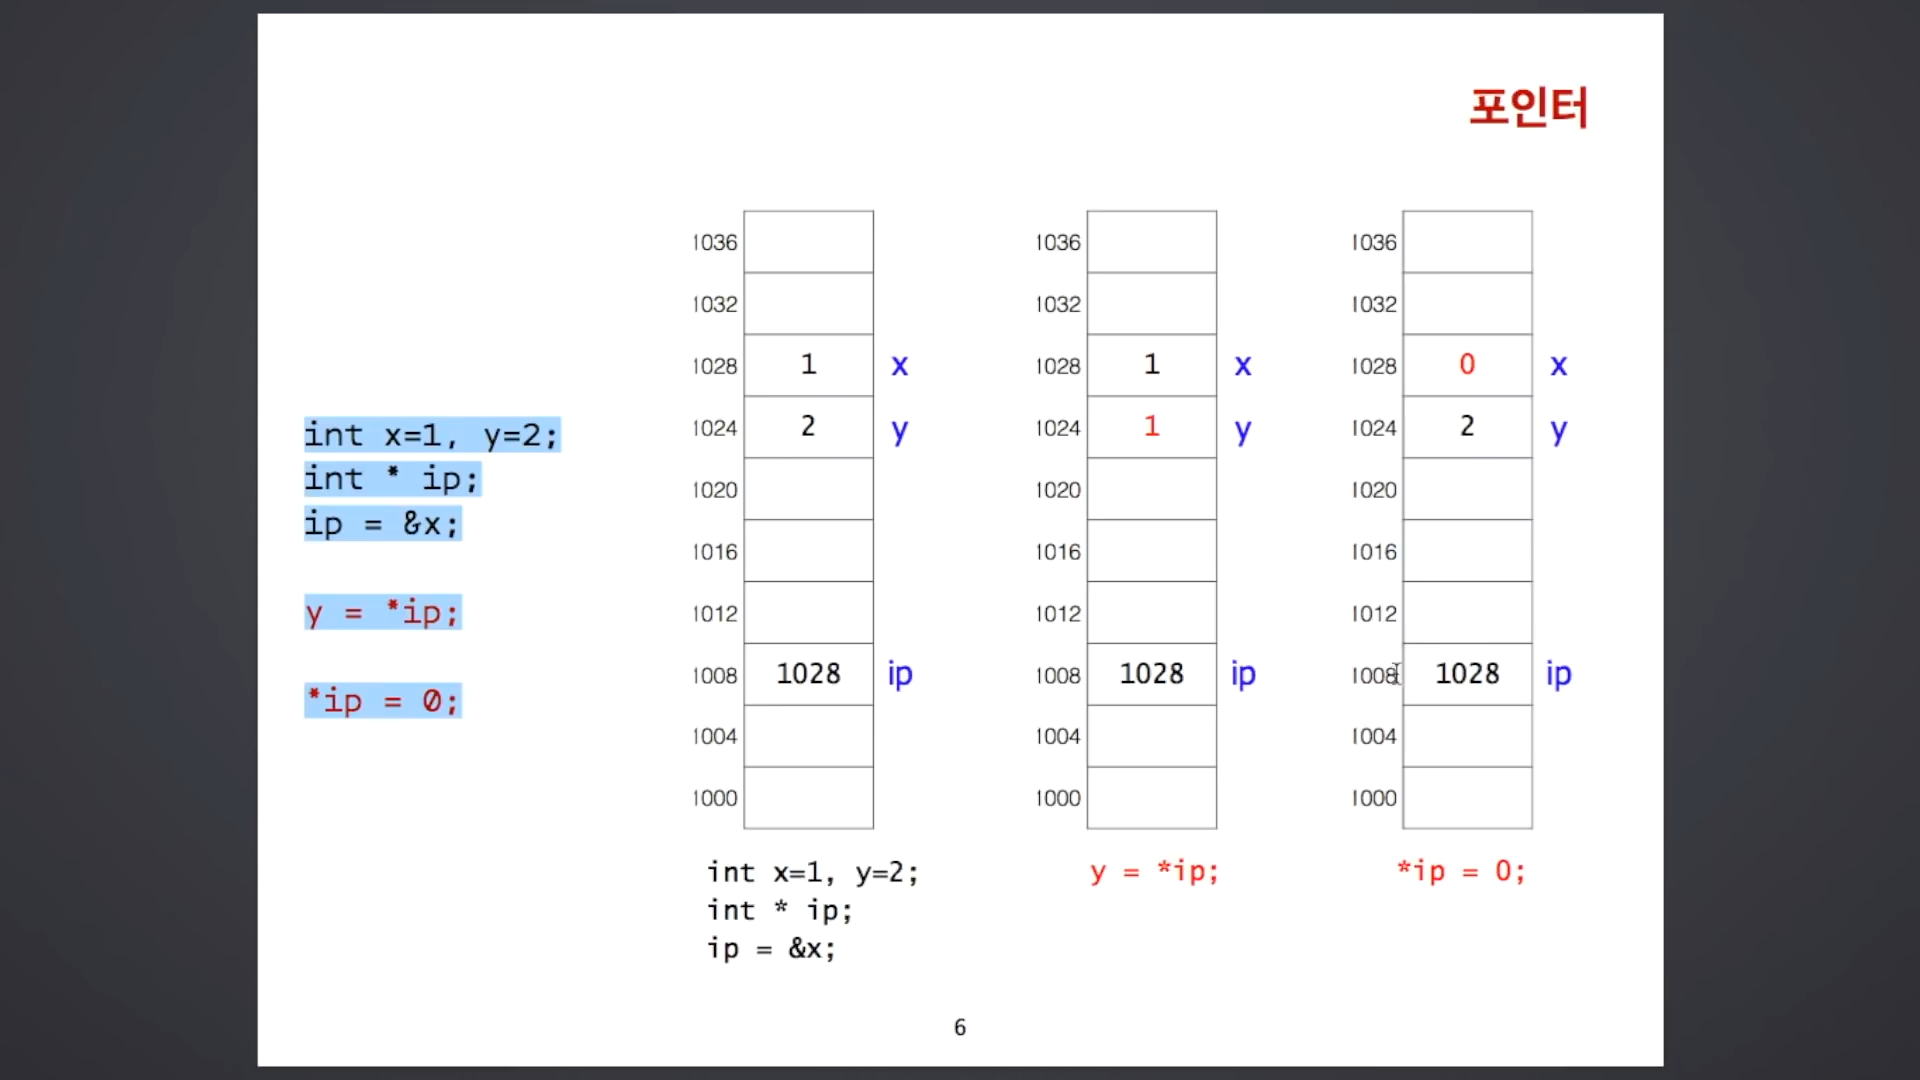 포인터
int x=1, y=2;
int * ip;
ip = &x;
y = *ip;
*ip = 0;
1036
1032
1028 1 x
1024 2 y
1020
1016
1012
1008 1028 ip
1004
1000
int x=1, y=2;
int * ip;
ip = &x;
1036
1032
1028 1 x
1024 1 y
1020
1016
1012
1008 1028 ip
1004
1000
y = *ip;
1036
1032
1028 0 x
1024 2 y
1020
1016
1012
1008 1028 ip
1004
1000
*ip = 0;
6